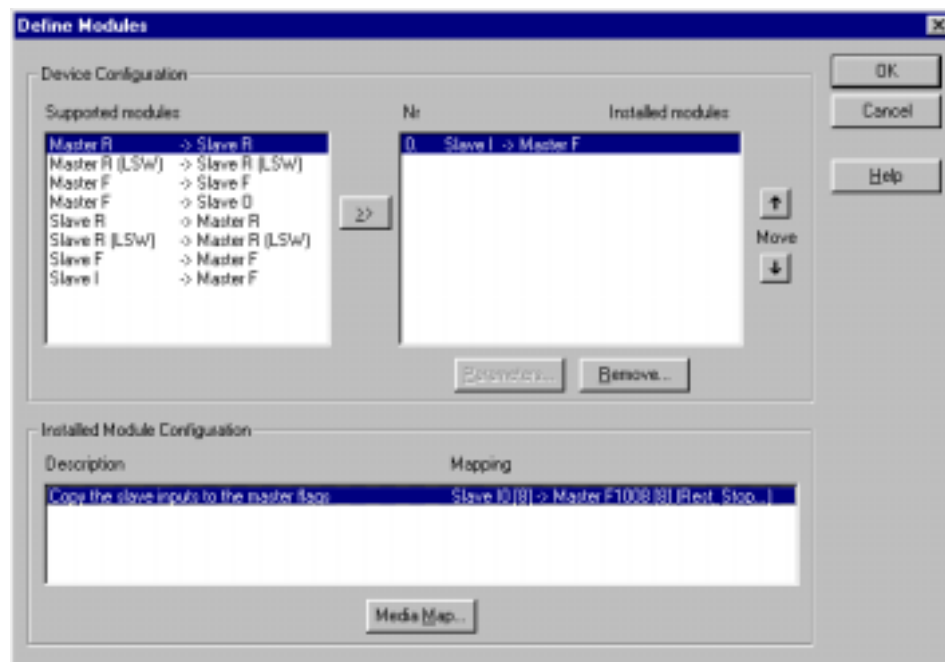 Define Modules
Device Configuration
OK
Cancel
Help
Supported modules
Nr Installed modules
Master R -> Slave R
Master R (LSW) -> Slave R (LSW)
Master F -> Slave F
Master F -> Slave O
Slave R -> Master R
Slave R (LSW) -> Master R (LSW)
Slave F -> Master F
Slave I -> Master F
>>
0. Slave I -> Master F
Move
Parameters...
Remove...
Installed Module Configuration
Description Mapping
Copy the slave inputs to the master flags Slave I0 [8] -> Master F1008 [8] (Rest_Stop...)
Media Map...